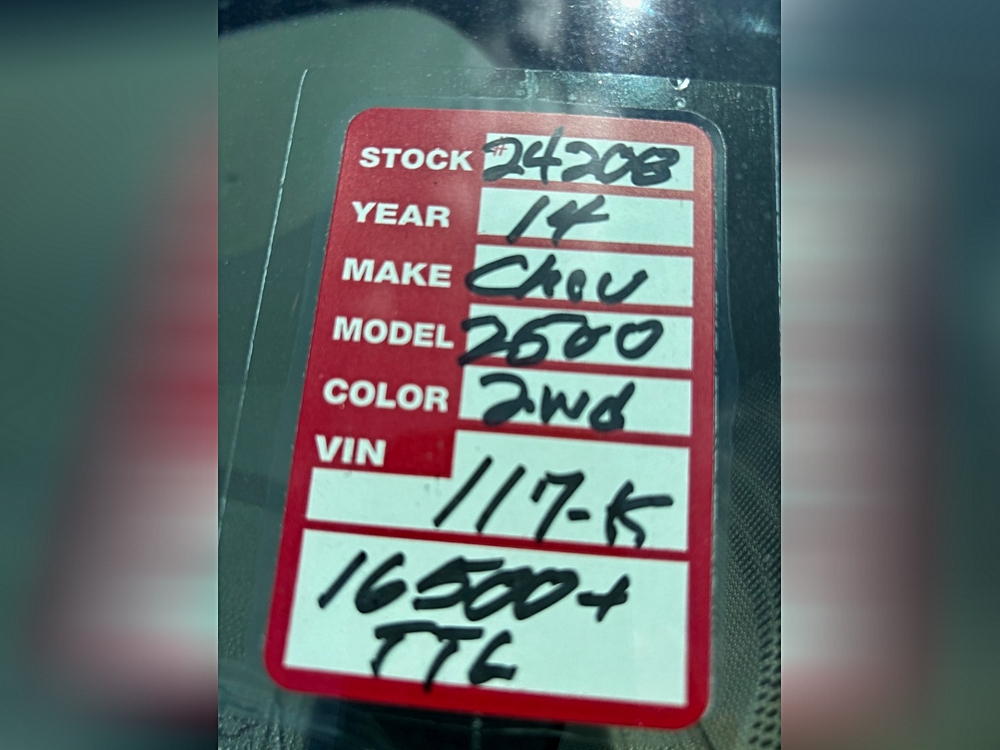 STOCK #24208
YEAR 14
MAKE Chev
MODEL 2500
COLOR 2wd
VIN
117-K
16500+
TTL